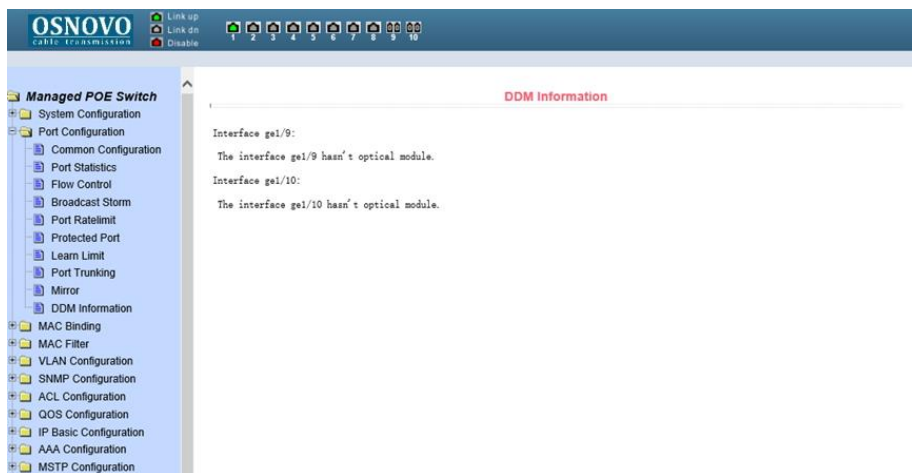 OSNOVO
cable transmission
Link up
Link dn
Disable
1 2 3 4 5 6 7 8 9 10
Managed POE Switch
System Configuration
Port Configuration
Common Configuration
Port Statistics
Flow Control
Broadcast Storm
Port Ratelimit
Protected Port
Learn Limit
Port Trunking
Mirror
DDM Information
MAC Binding
MAC Filter
VLAN Configuration
SNMP Configuration
ACL Configuration
QOS Configuration
IP Basic Configuration
AAA Configuration
MSTP Configuration
DDM Information
Interface ge1/9:
The interface ge1/9 hasn't optical module.
Interface ge1/10:
The interface ge1/10 hasn't optical module.